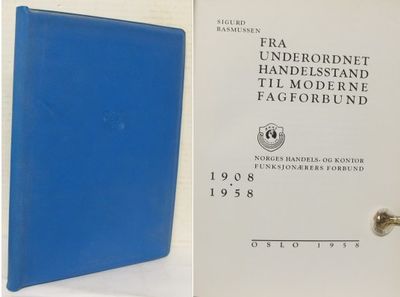 SIGURD
RASMUSSEN
FRA
UNDERORDNET
HANDELSSTAND
TIL MODERNE
FAGFORBUND
NORGES HANDELS- OG KONTOR
FUNKSJONÆRERS FORBUND
1908
•
1958
OSLO 1958